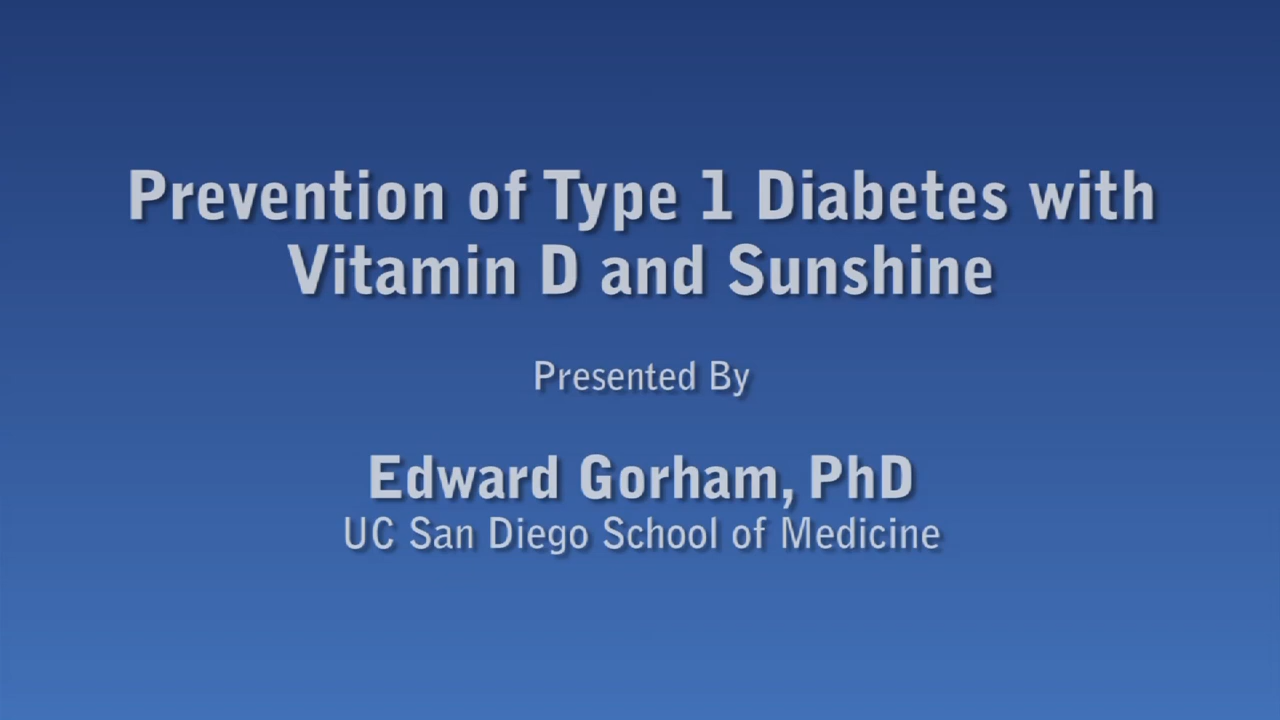 Prevention of Type 1 Diabetes with
Vitamin D and Sunshine
Presented By
Edward Gorham, PhD
UC San Diego School of Medicine